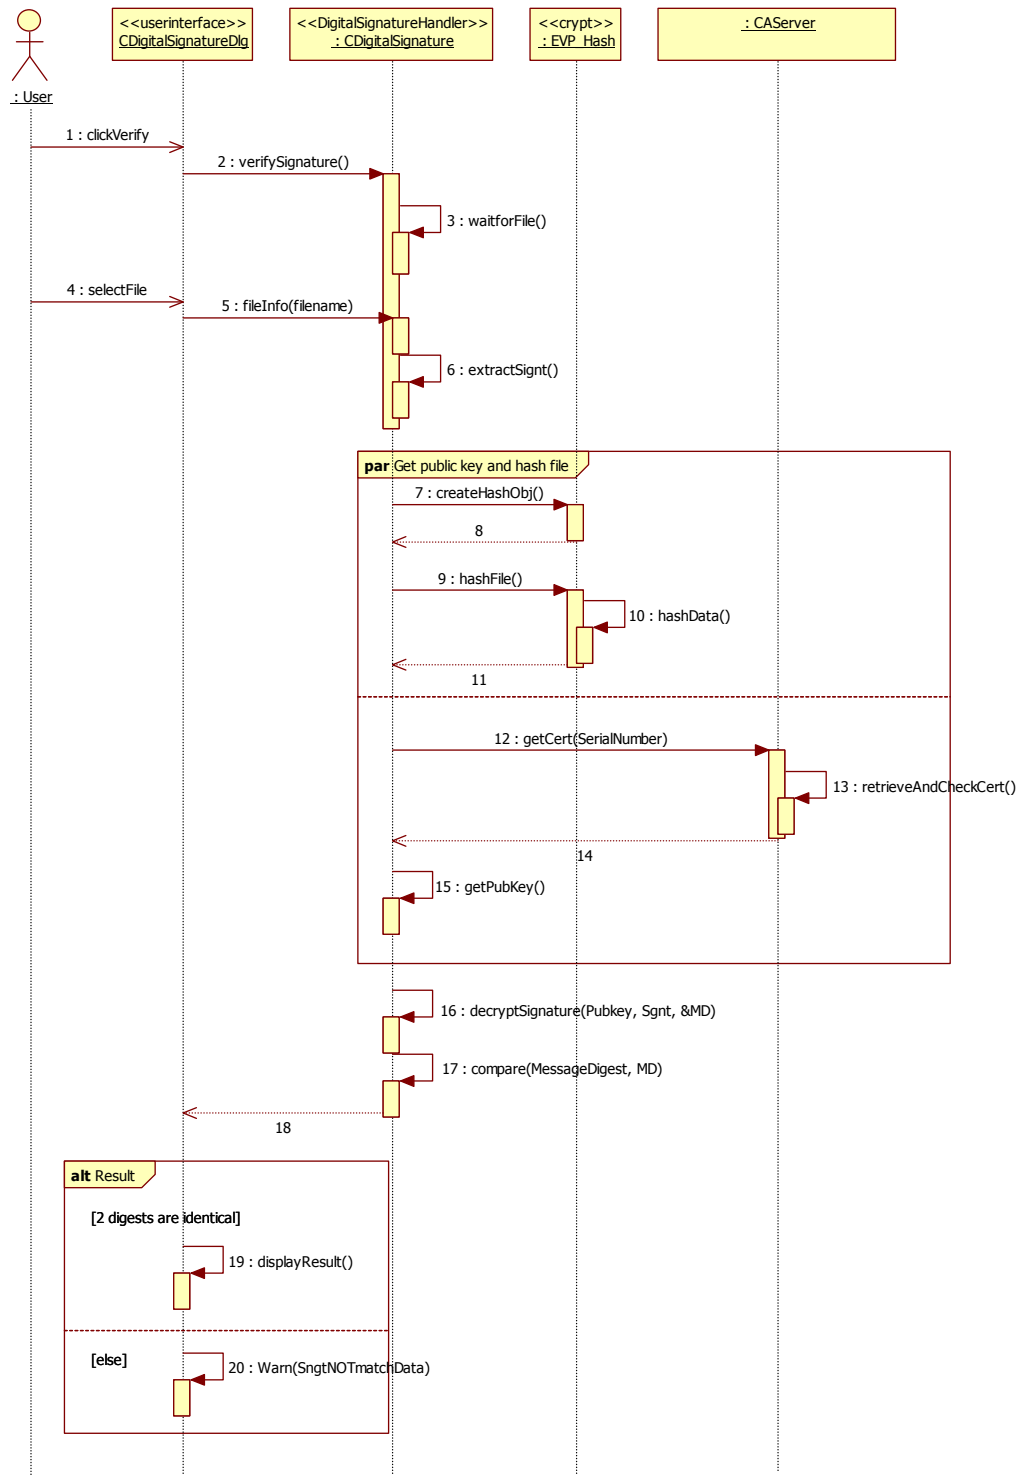 <<userinterface>>
CDigitalSignatureDlg
<<DigitalSignatureHandler>>
: CDigitalSignature
<<crypt>>
: EVP_Hash
: CAServer
: User
1 : clickVerify
2 : verifySignature()
3 : waitforFile()
4 : selectFile
5 : fileInfo(filename)
6 : extractSignt()
par Get public key and hash file
7 : createHashObj()
8
9 : hashFile()
10 : hashData()
11
12 : getCert(SerialNumber)
13 : retrieveAndCheckCert()
14
15 : getPubKey()
16 : decryptSignature(Pubkey, Sgnt, &MD)
17 : compare(MessageDigest, MD)
18
alt Result
[2 digests are identical]
19 : displayResult()
[else]
20 : Warn(SngtNOTmatchData)